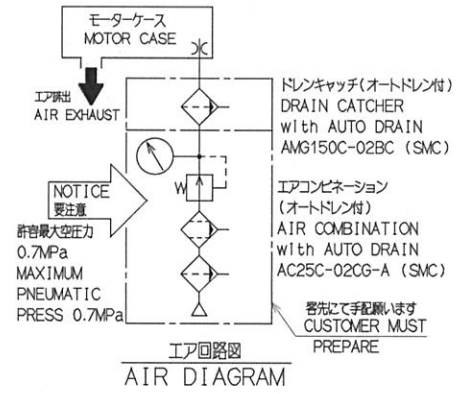 モーターケース
MOTOR CASE
エア排出
AIR EXHAUST
ドレンキャッチ(オートドレン付)
DRAIN CATCHER
with AUTO DRAIN
AMG150C-02BC (SMC)
NOTICE
要注意
許容最大空圧力
0.7MPa
MAXIMUM
PNEUMATIC
PRESS 0.7MPa
W
エアコンビネーション
(オートドレン付)
AIR COMBINATION
with AUTO DRAIN
AC25C-02CG-A (SMC)
客先にて手配願います
CUSTOMER MUST
PREPARE
エア回路図
AIR DIAGRAM